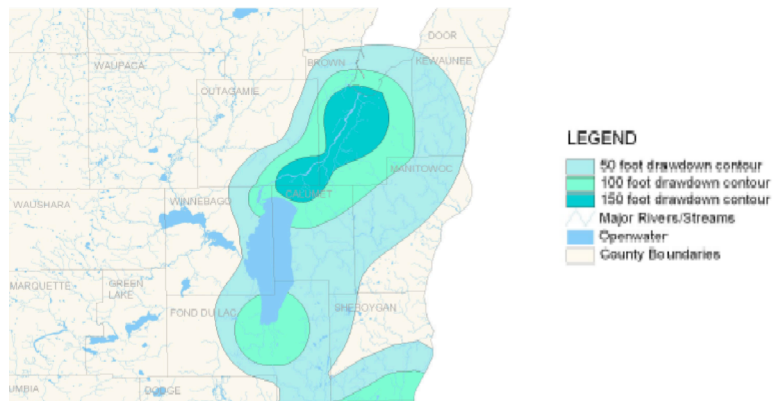 DOOR
KEWAUNEE
BROWN
WAUPACA
OUTAGAMIE
MANITOWOC
CALUMET
WINNEBAGO
WAUSHARA
MARQUETTE
GREEN
LAKE
FOND DU LAC
SHEBOYGAN
UMBIA
DODGE
LEGEND
50 foot drawdown contour
100 foot drawdown contour
150 foot drawdown contour
Major Rivers/Streams
Openwater
County Boundaries